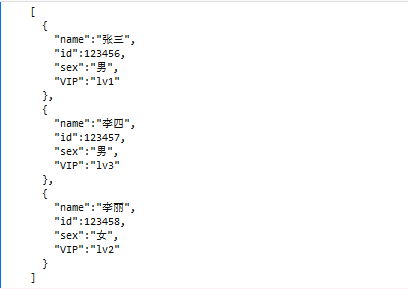 [
  {
    "name":"张三",
    "id":123456,
    "sex":"男",
    "VIP":"lv1"
  },
  {
    "name":"李四",
    "id":123457,
    "sex":"男",
    "VIP":"lv3"
  },
  {
    "name":"李丽",
    "id":123458,
    "sex":"女",
    "VIP":"lv2"
  }
]